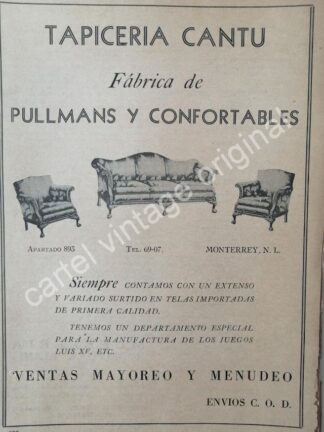 TAPICERIA CANTU
Fábrica de
PULLMANS Y CONFORTABLES
APARTADO 895 TEL. 69-07. MONTERREY, N. L.
Siempre CONTAMOS CON UN EXTENSO
Y VARIADO SURTIDO EN TELAS IMPORTADAS
DE PRIMERA CALIDAD.
TENEMOS UN DEPARTAMENTO ESPECIAL
PARA LA MANUFACTURA DE LOS JUEGOS
LUIS XV, ETC.
VENTAS MAYOREO Y MENUDEO
ENVIOS C. O. D.
cartel vintage original